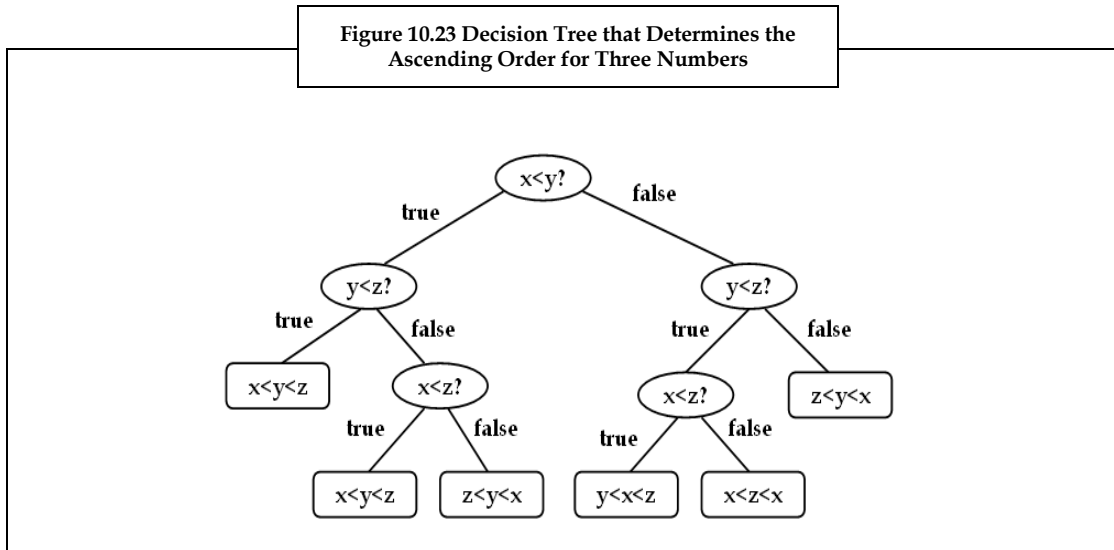 Figure 10.23 Decision Tree that Determines the
Ascending Order for Three Numbers
x<y?
true
false
y<z?
y<z?
true
false
true
false
x<y<z
x<z?
x<z?
z<y<x
true
false
true
false
x<y<z
z<y<x
y<x<z
x<z<x